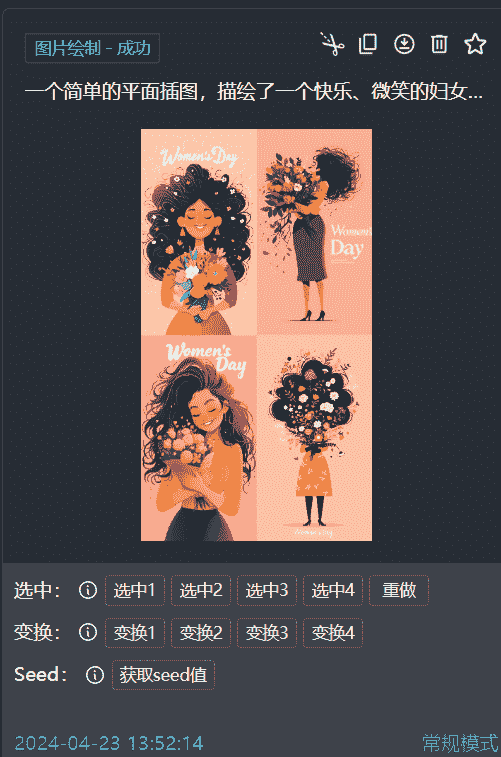 图片绘制 - 成功
一个简单的平面插图，描绘了一个快乐、微笑的妇女...
Women's Day
Women's
Day
Women's
Day
选中： 选中1 选中2 选中3 选中4 重做
变换： 变换1 变换2 变换3 变换4
Seed： 获取seed值
2024-04-23 13:52:14 常规模式